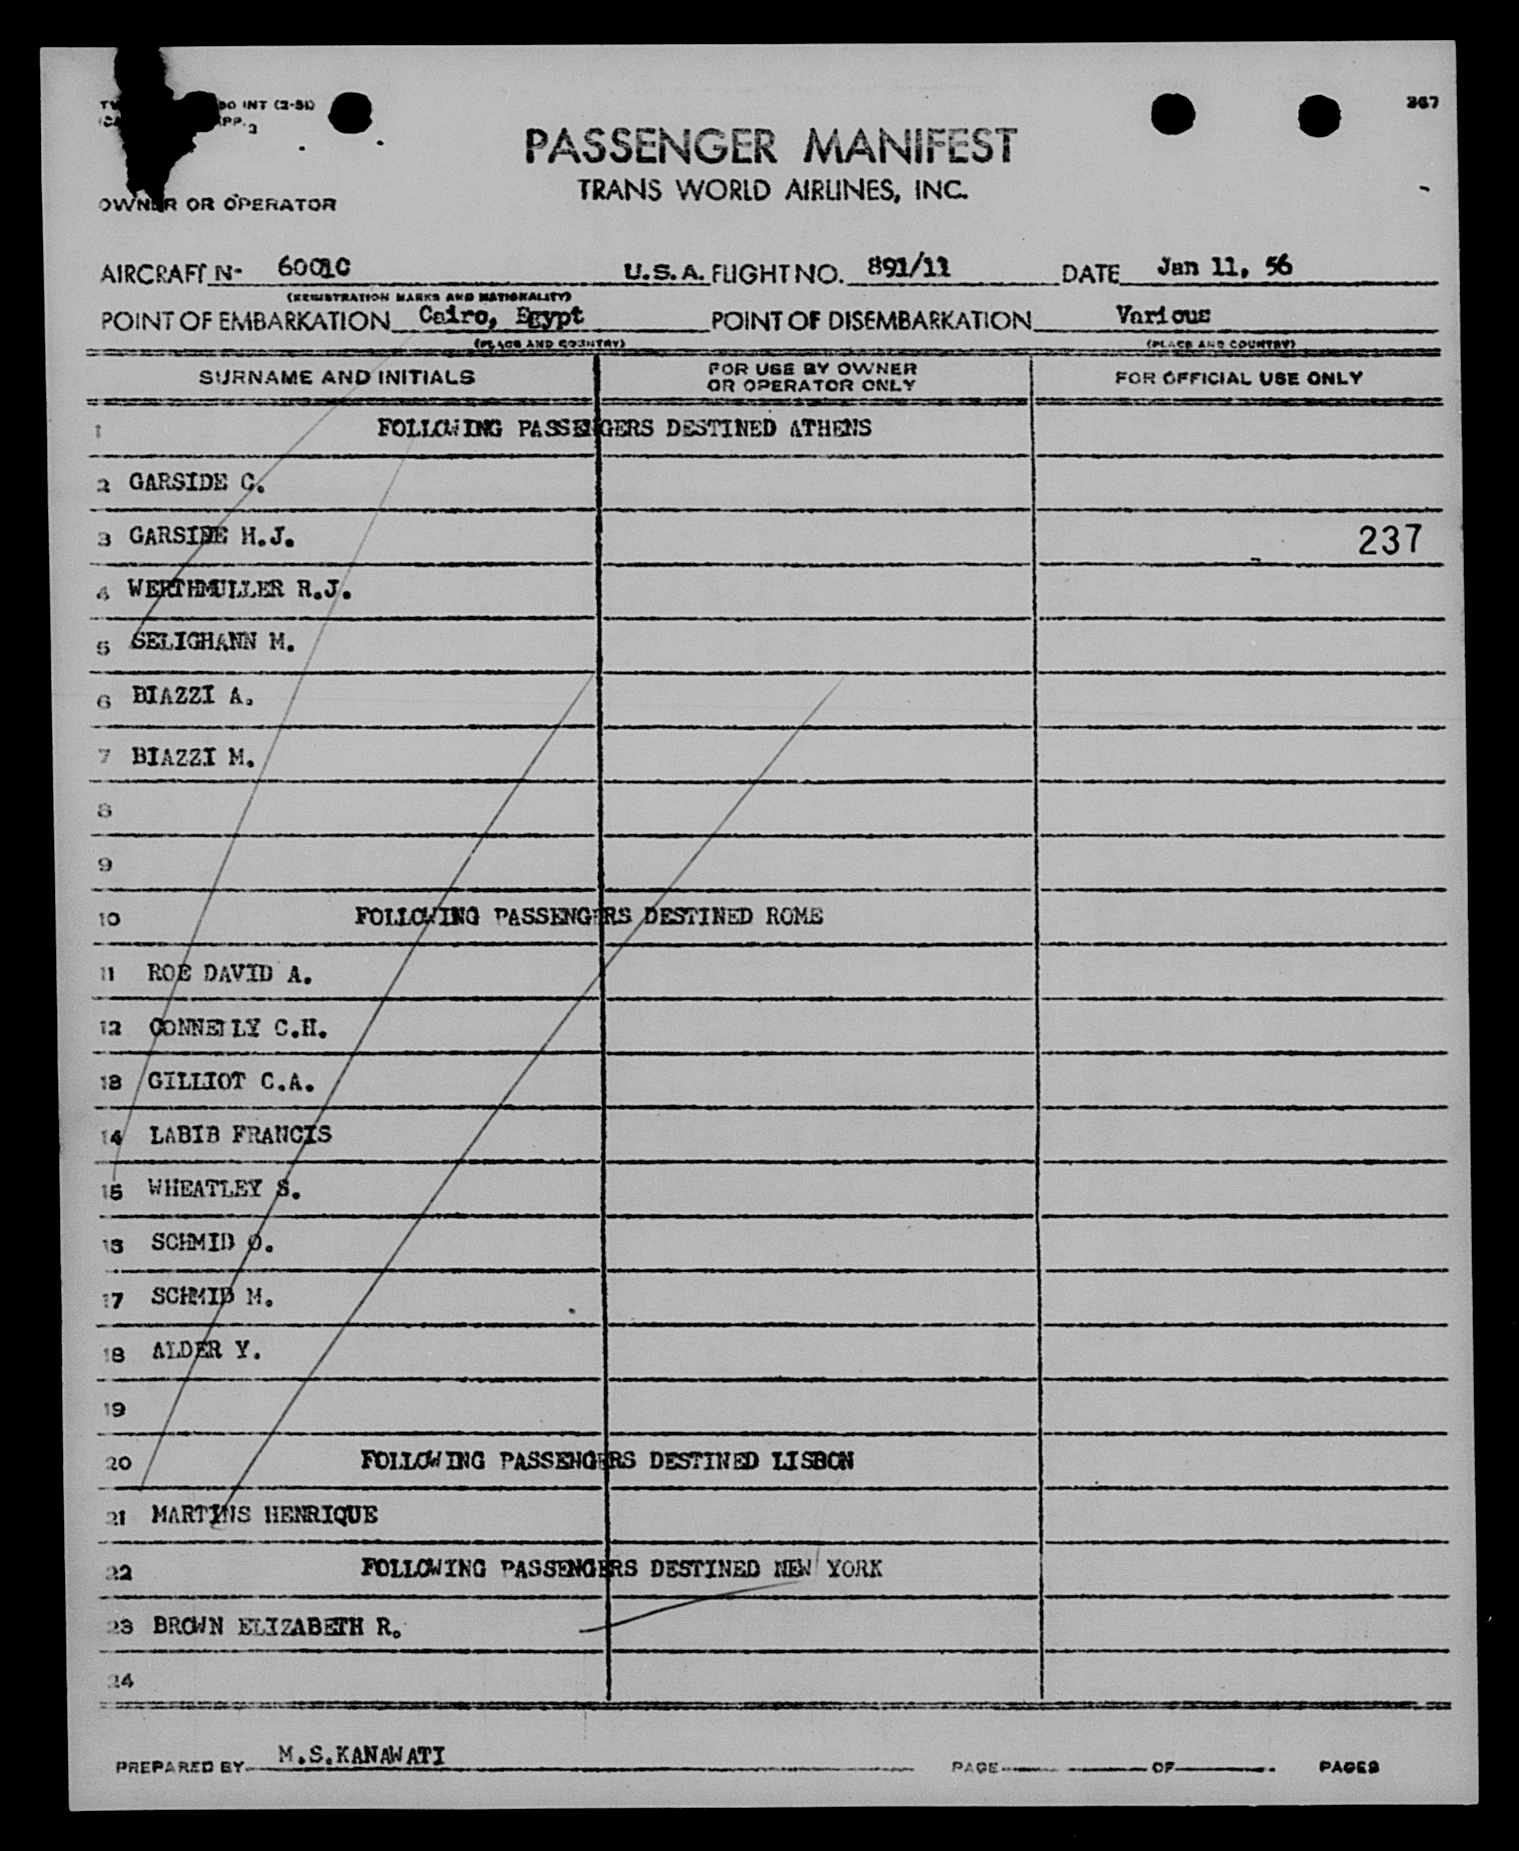 80 INT (2-51)
367
PASSENGER MANIFEST
TRANS WORLD AIRLINES, INC.
OWNER OR OPERATOR
AIRCRAFT N- 6001C U.S.A. FLIGHT NO. 891/11 DATE Jan 11, 56
(REGISTRATION MARKS AND NATIONALITY)
POINT OF EMBARKATION Cairo, Egypt POINT OF DISEMBARKATION Various
(PLACE AND COUNTRY) (PLACE AND COUNTRY)
SURNAME AND INITIALS FOR USE BY OWNER OR OPERATOR ONLY FOR OFFICIAL USE ONLY
1 FOLLOWING PASSENGERS DESTINED ATHENS
2 GARSIDE C.
3 GARSIDE H.J. 237
4 WERTHMULLER R.J.
5 SELIGHANN M.
6 BIAZZI A.
7 BIAZZI M.
8
9
10 FOLLOWING PASSENGERS DESTINED ROME
11 ROE DAVID A.
12 CONNELLY C.H.
13 GILLIOT C.A.
14 LABIB FRANCIS
15 WHEATLEY S.
16 SCHMID O.
17 SCHMID M.
18 ALDER Y.
19
20 FOLLOWING PASSENGERS DESTINED LISBON
21 MARTINS HENRIQUE
22 FOLLOWING PASSENGERS DESTINED NEW YORK
23 BROWN ELIZABETH R.
24
PREPARED BY M.S.KANAWATI PAGE OF PAGES